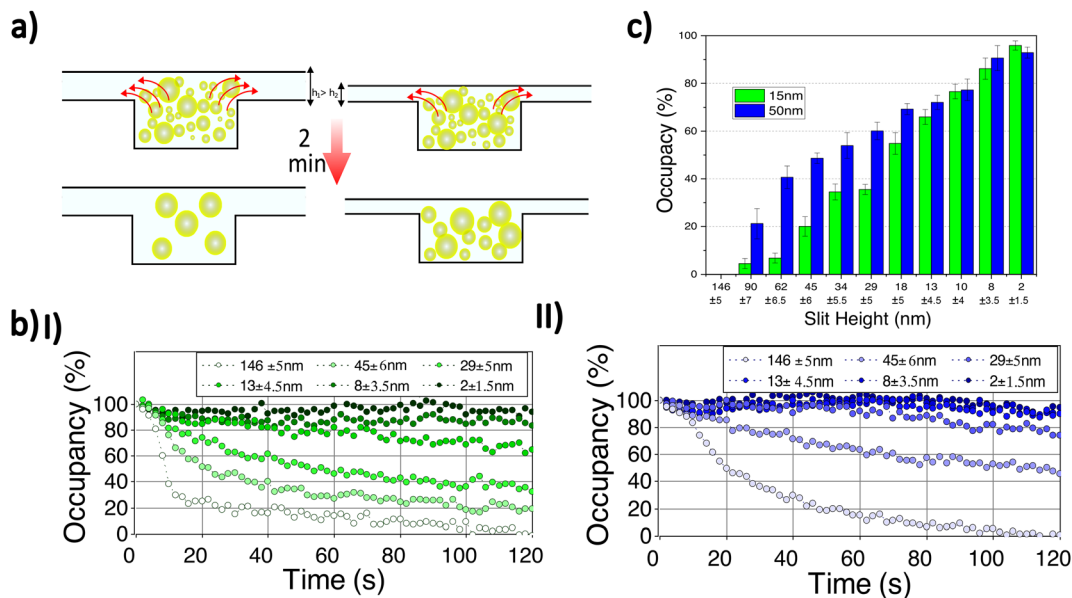 a)
h₁> h₂
2
min
c)
Occupacy (%)
100
80
60
40
20
0
15nm
50nm
146 90 62 45 34 29 18 13 10 8 2
±5 ±7 ±6.5 ±6 ±5.5 ±5 ±5 ±4.5 ±4 ±3.5 ±1.5
Slit Height (nm)
b) I)
Occupancy (%)
100
80
60
40
20
0
146 ±5nm 45±6nm 29±5nm
13±4.5nm 8±3.5nm 2±1.5nm
0 20 40 60 80 100 120
Time (s)
II)
Occupancy (%)
100
80
60
40
20
0
146 ±5nm 45±6nm 29±5nm
13±4.5nm 8±3.5nm 2±1.5nm
0 20 40 60 80 100 120
Time (s)